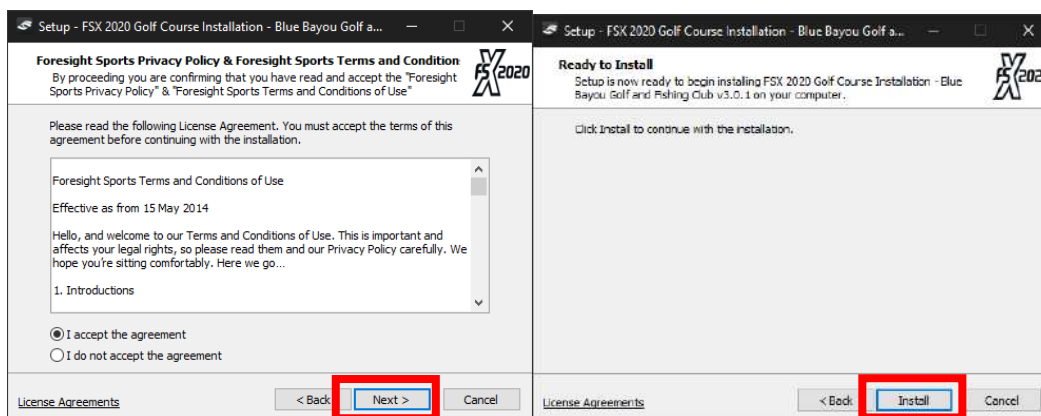 Setup - FSX 2020 Golf Course Installation - Blue Bayou Golf a...
Foresight Sports Privacy Policy & Foresight Sports Terms and Condition
By proceeding you are confirming that you have read and accept the "Foresight
Sports Privacy Policy" & "Foresight Sports Terms and Conditions of Use"
FSX 2020
Please read the following License Agreement. You must accept the terms of this
agreement before continuing with the installation.
Foresight Sports Terms and Conditions of Use
Effective as from 15 May 2014
Hello, and welcome to our Terms and Conditions of Use. This is important and
affects your legal rights, so please read them and our Privacy Policy carefully. We
hope you're sitting comfortably. Here we go...
1. Introductions
I accept the agreement
I do not accept the agreement
License Agreements
< Back
Next >
Cancel
Setup - FSX 2020 Golf Course Installation - Blue Bayou Golf a...
Ready to Install
Setup is now ready to begin installing FSX 2020 Golf Course Installation - Blue
Bayou Golf and Fishing Club v3.0.1 on your computer.
FSX 202
Click Install to continue with the installation.
License Agreements
< Back
Install
Cancel